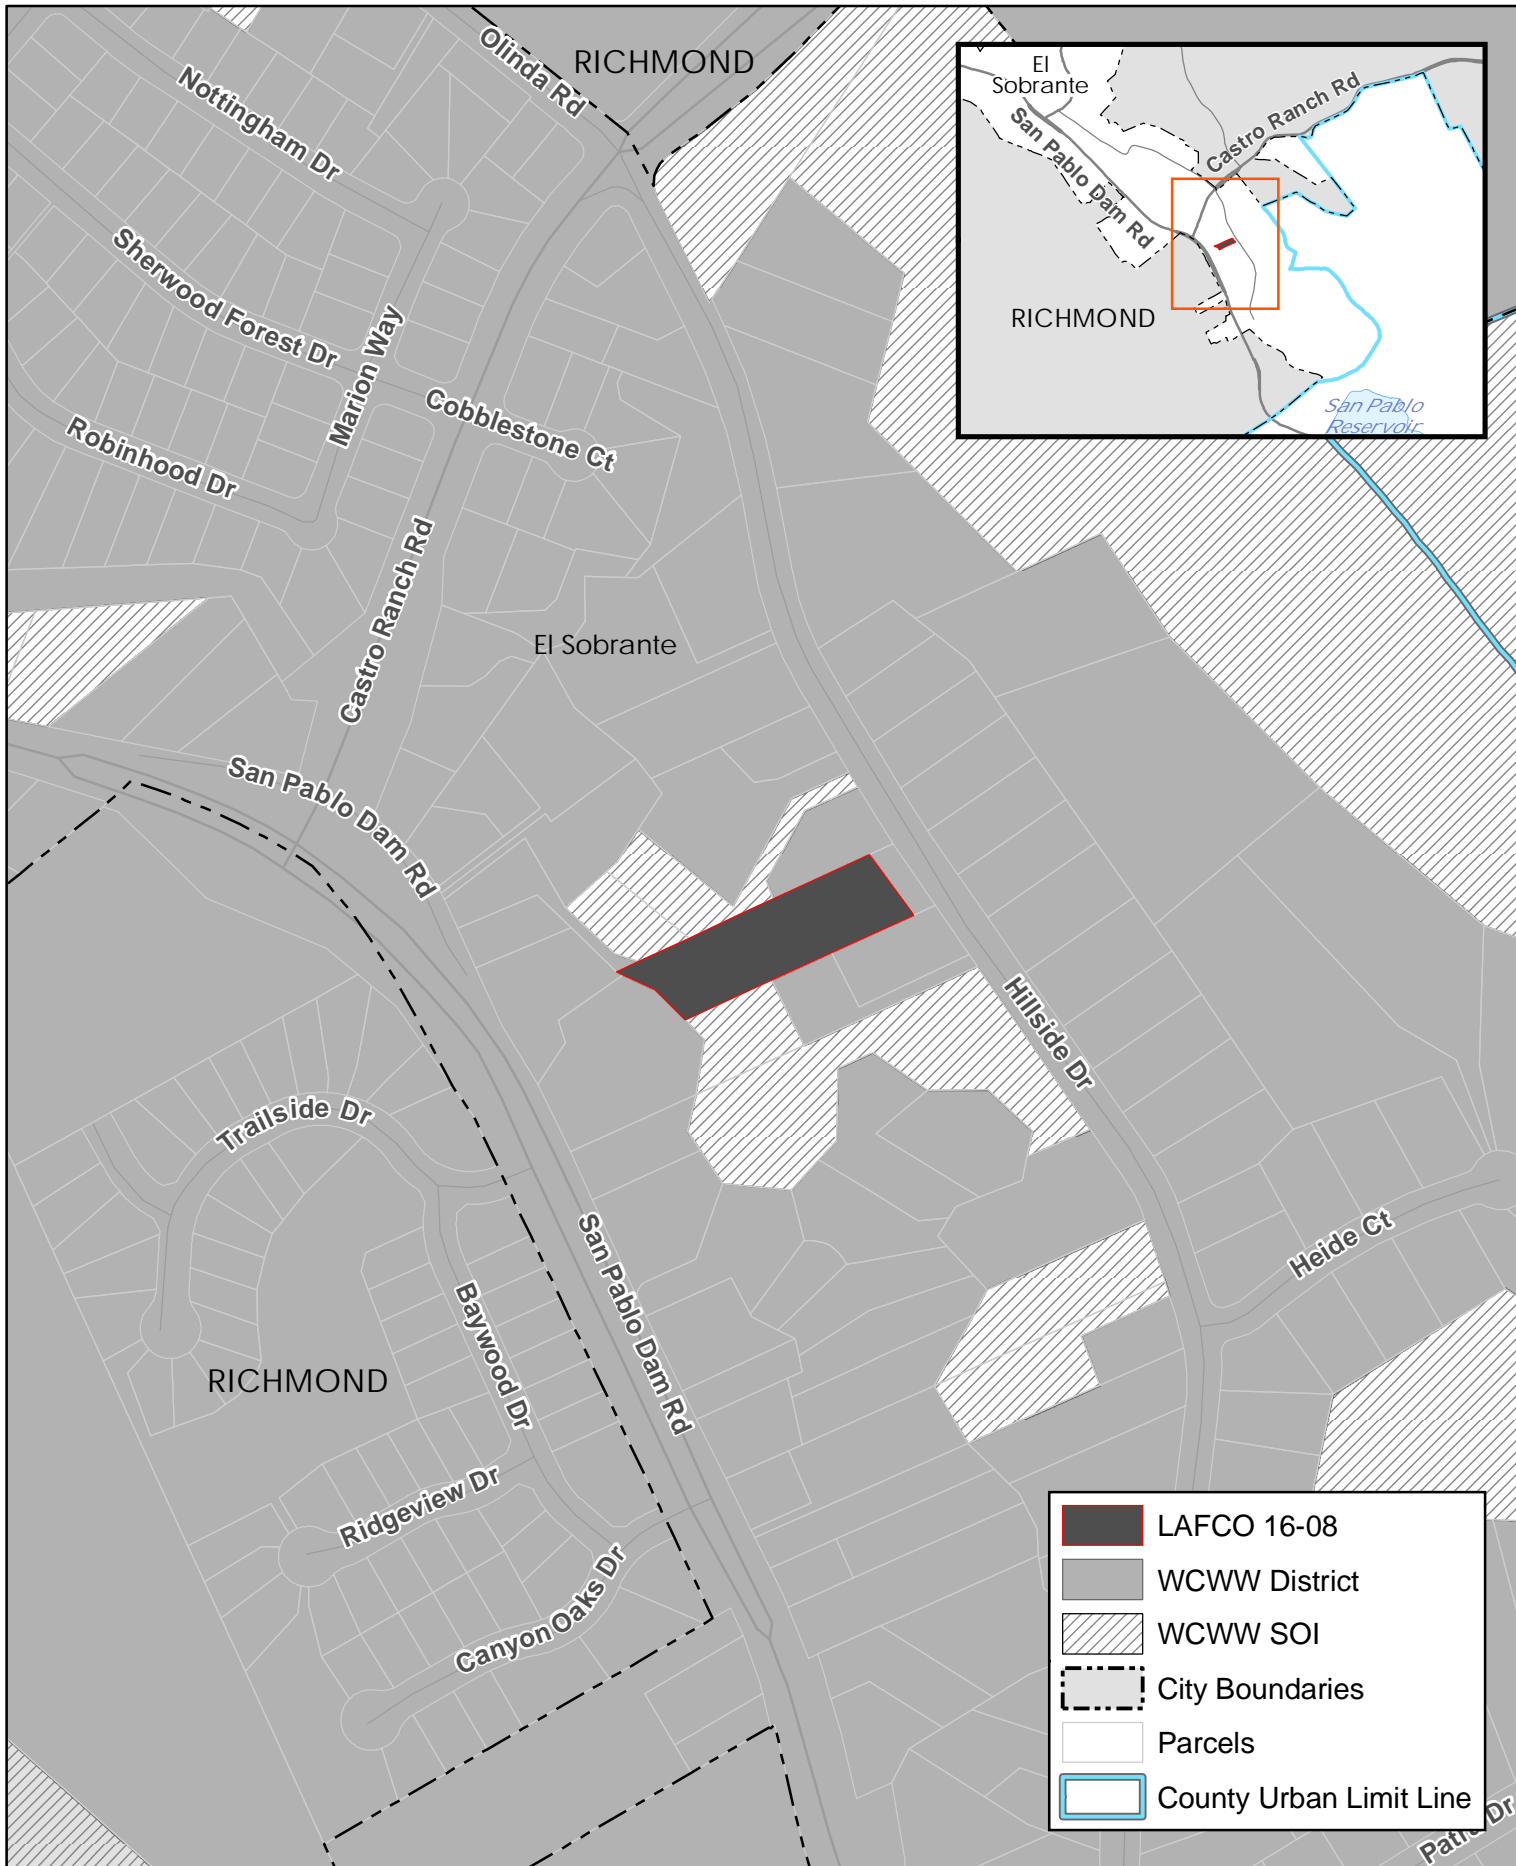 RICHMOND
Olinda Rd
Nottingham Dr
Sherwood Forest Dr
Marion Way
Robinhood Dr
Cobblestone Ct
Castro Ranch Rd
El Sobrante
San Pablo Dam Rd
Hillside Dr
Trailside Dr
San Pablo Dam Rd
Baywood Dr
Heide Ct
RICHMOND
Ridgeview Dr
Canyon Oaks Dr
El
Sobrante
San Pablo Dam Rd
Castro Ranch Rd
RICHMOND
San Pablo
Reservoir
LAFCO 16-08
WCWW District
WCWW SOI
City Boundaries
Parcels
County Urban Limit Line
Dr